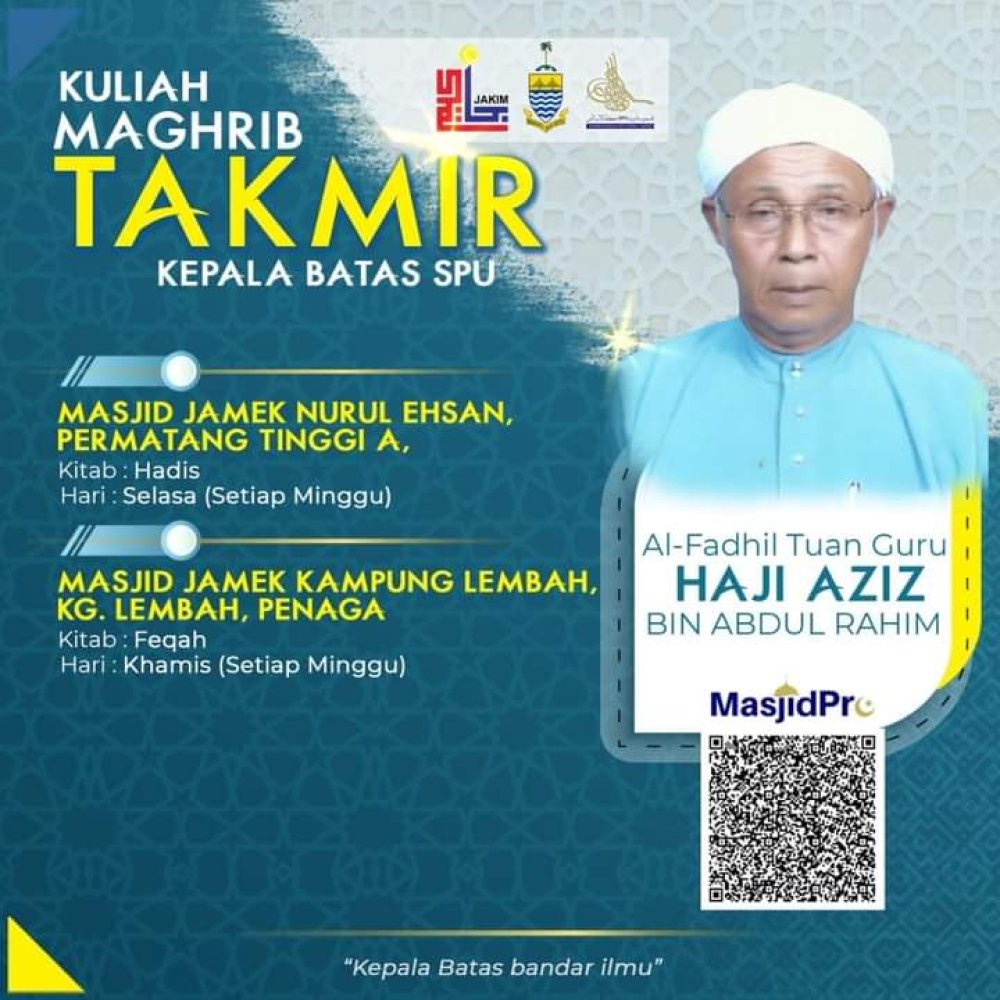 KULIAH
MAGHRIB
TAKMIR
KEPALA BATAS SPU
JAKIM
MASJID JAMEK NURUL EHSAN,
PERMATANG TINGGI A,
Kitab : Hadis
Hari : Selasa (Setiap Minggu)
MASJID JAMEK KAMPUNG LEMBAH,
KG. LEMBAH, PENAGA
Kitab : Feqah
Hari : Khamis (Setiap Minggu)
Al-Fadhil Tuan Guru
HAJI AZIZ
BIN ABDUL RAHIM
MasjidPro
"Kepala Batas bandar ilmu"